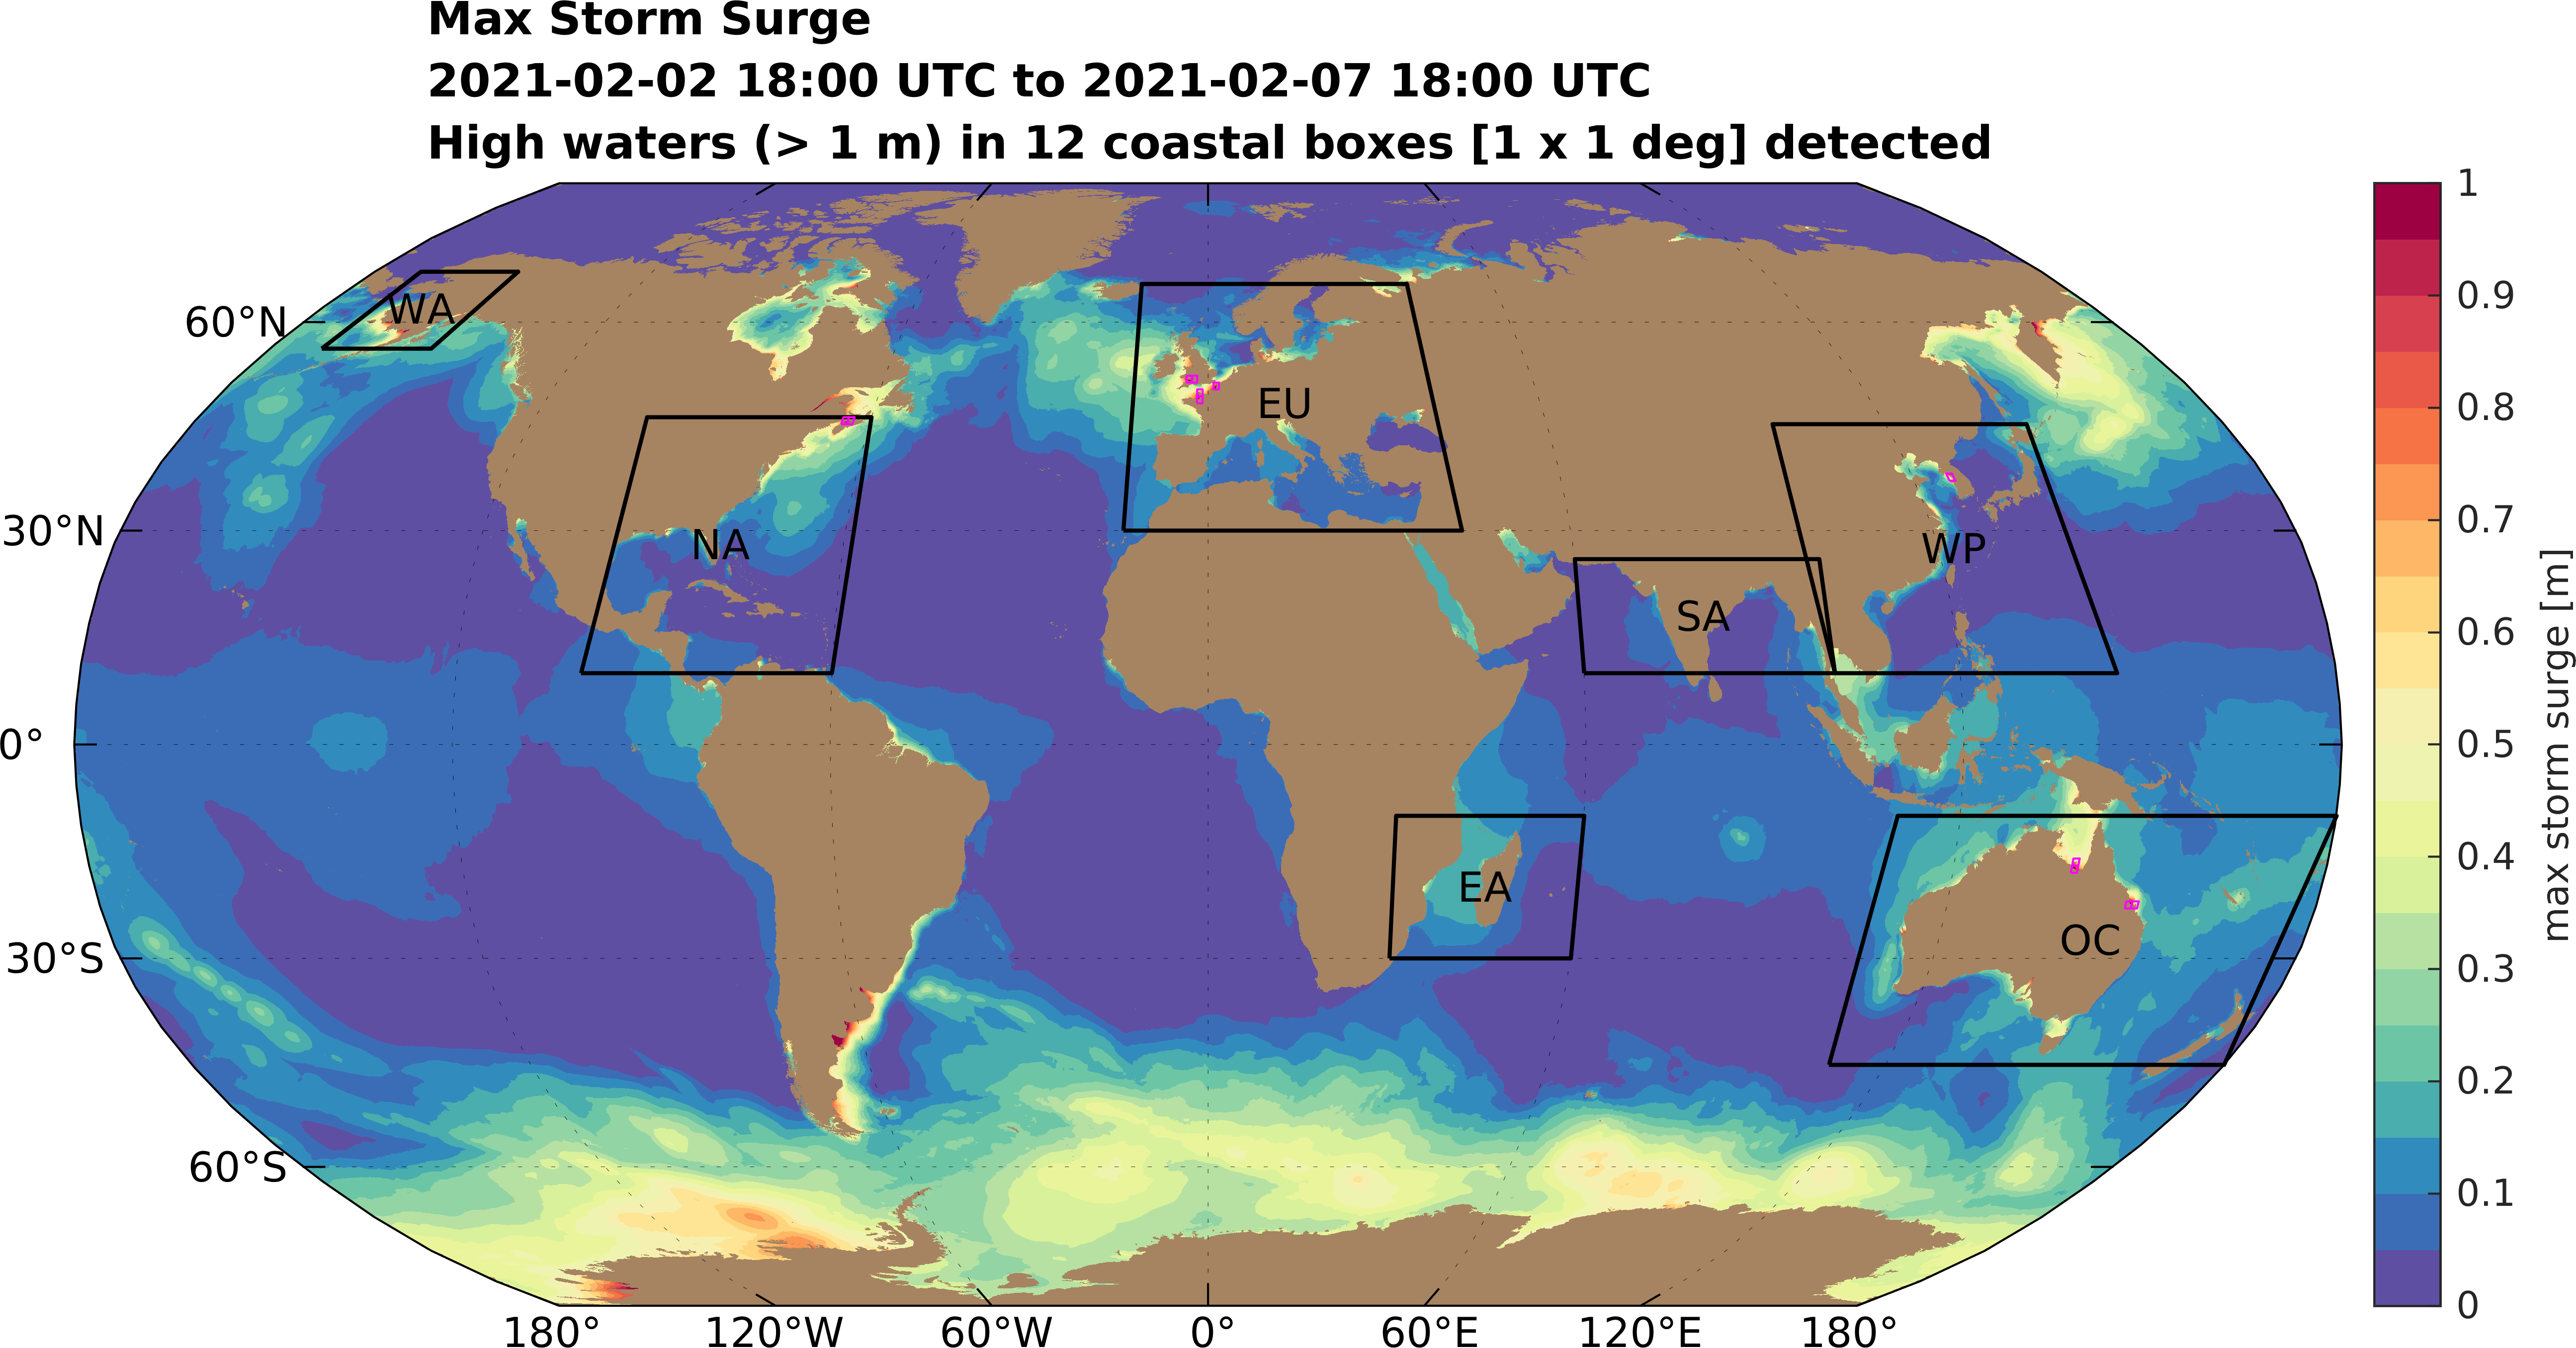 Max Storm Surge
2021-02-02 18:00 UTC to 2021-02-07 18:00 UTC
High waters (> 1 m) in 12 coastal boxes [1 x 1 deg] detected
60°N
30°N
0°
30°S
60°S
WA
NA
EU
SA
WP
EA
OC
180°
120°W
60°W
0°
60°E
120°E
180°
1
0.9
0.8
0.7
0.6
0.5
0.4
0.3
0.2
0.1
0
max storm surge [m]